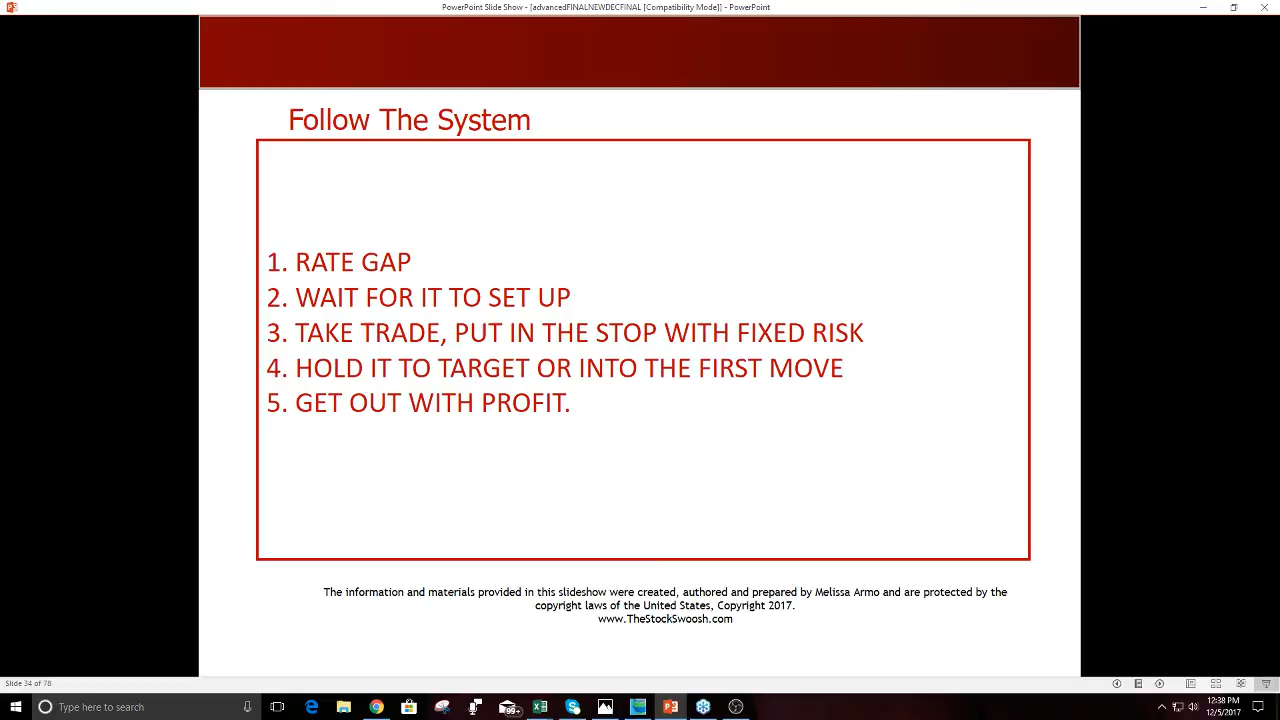 PowerPoint Slide Show - [advancedFINALNEWDECFINAL [Compatibility Mode]] - PowerPoint
Follow The System
1. RATE GAP
2. WAIT FOR IT TO SET UP
3. TAKE TRADE, PUT IN THE STOP WITH FIXED RISK
4. HOLD IT TO TARGET OR INTO THE FIRST MOVE
5. GET OUT WITH PROFIT.
The information and materials provided in this slideshow were created, authored and prepared by Melissa Armo and are protected by the
copyright laws of the United States, Copyright 2017.
www.TheStockSwoosh.com
Slide 34 of 78
Type here to search
99+
12:38 PM
12/5/2017